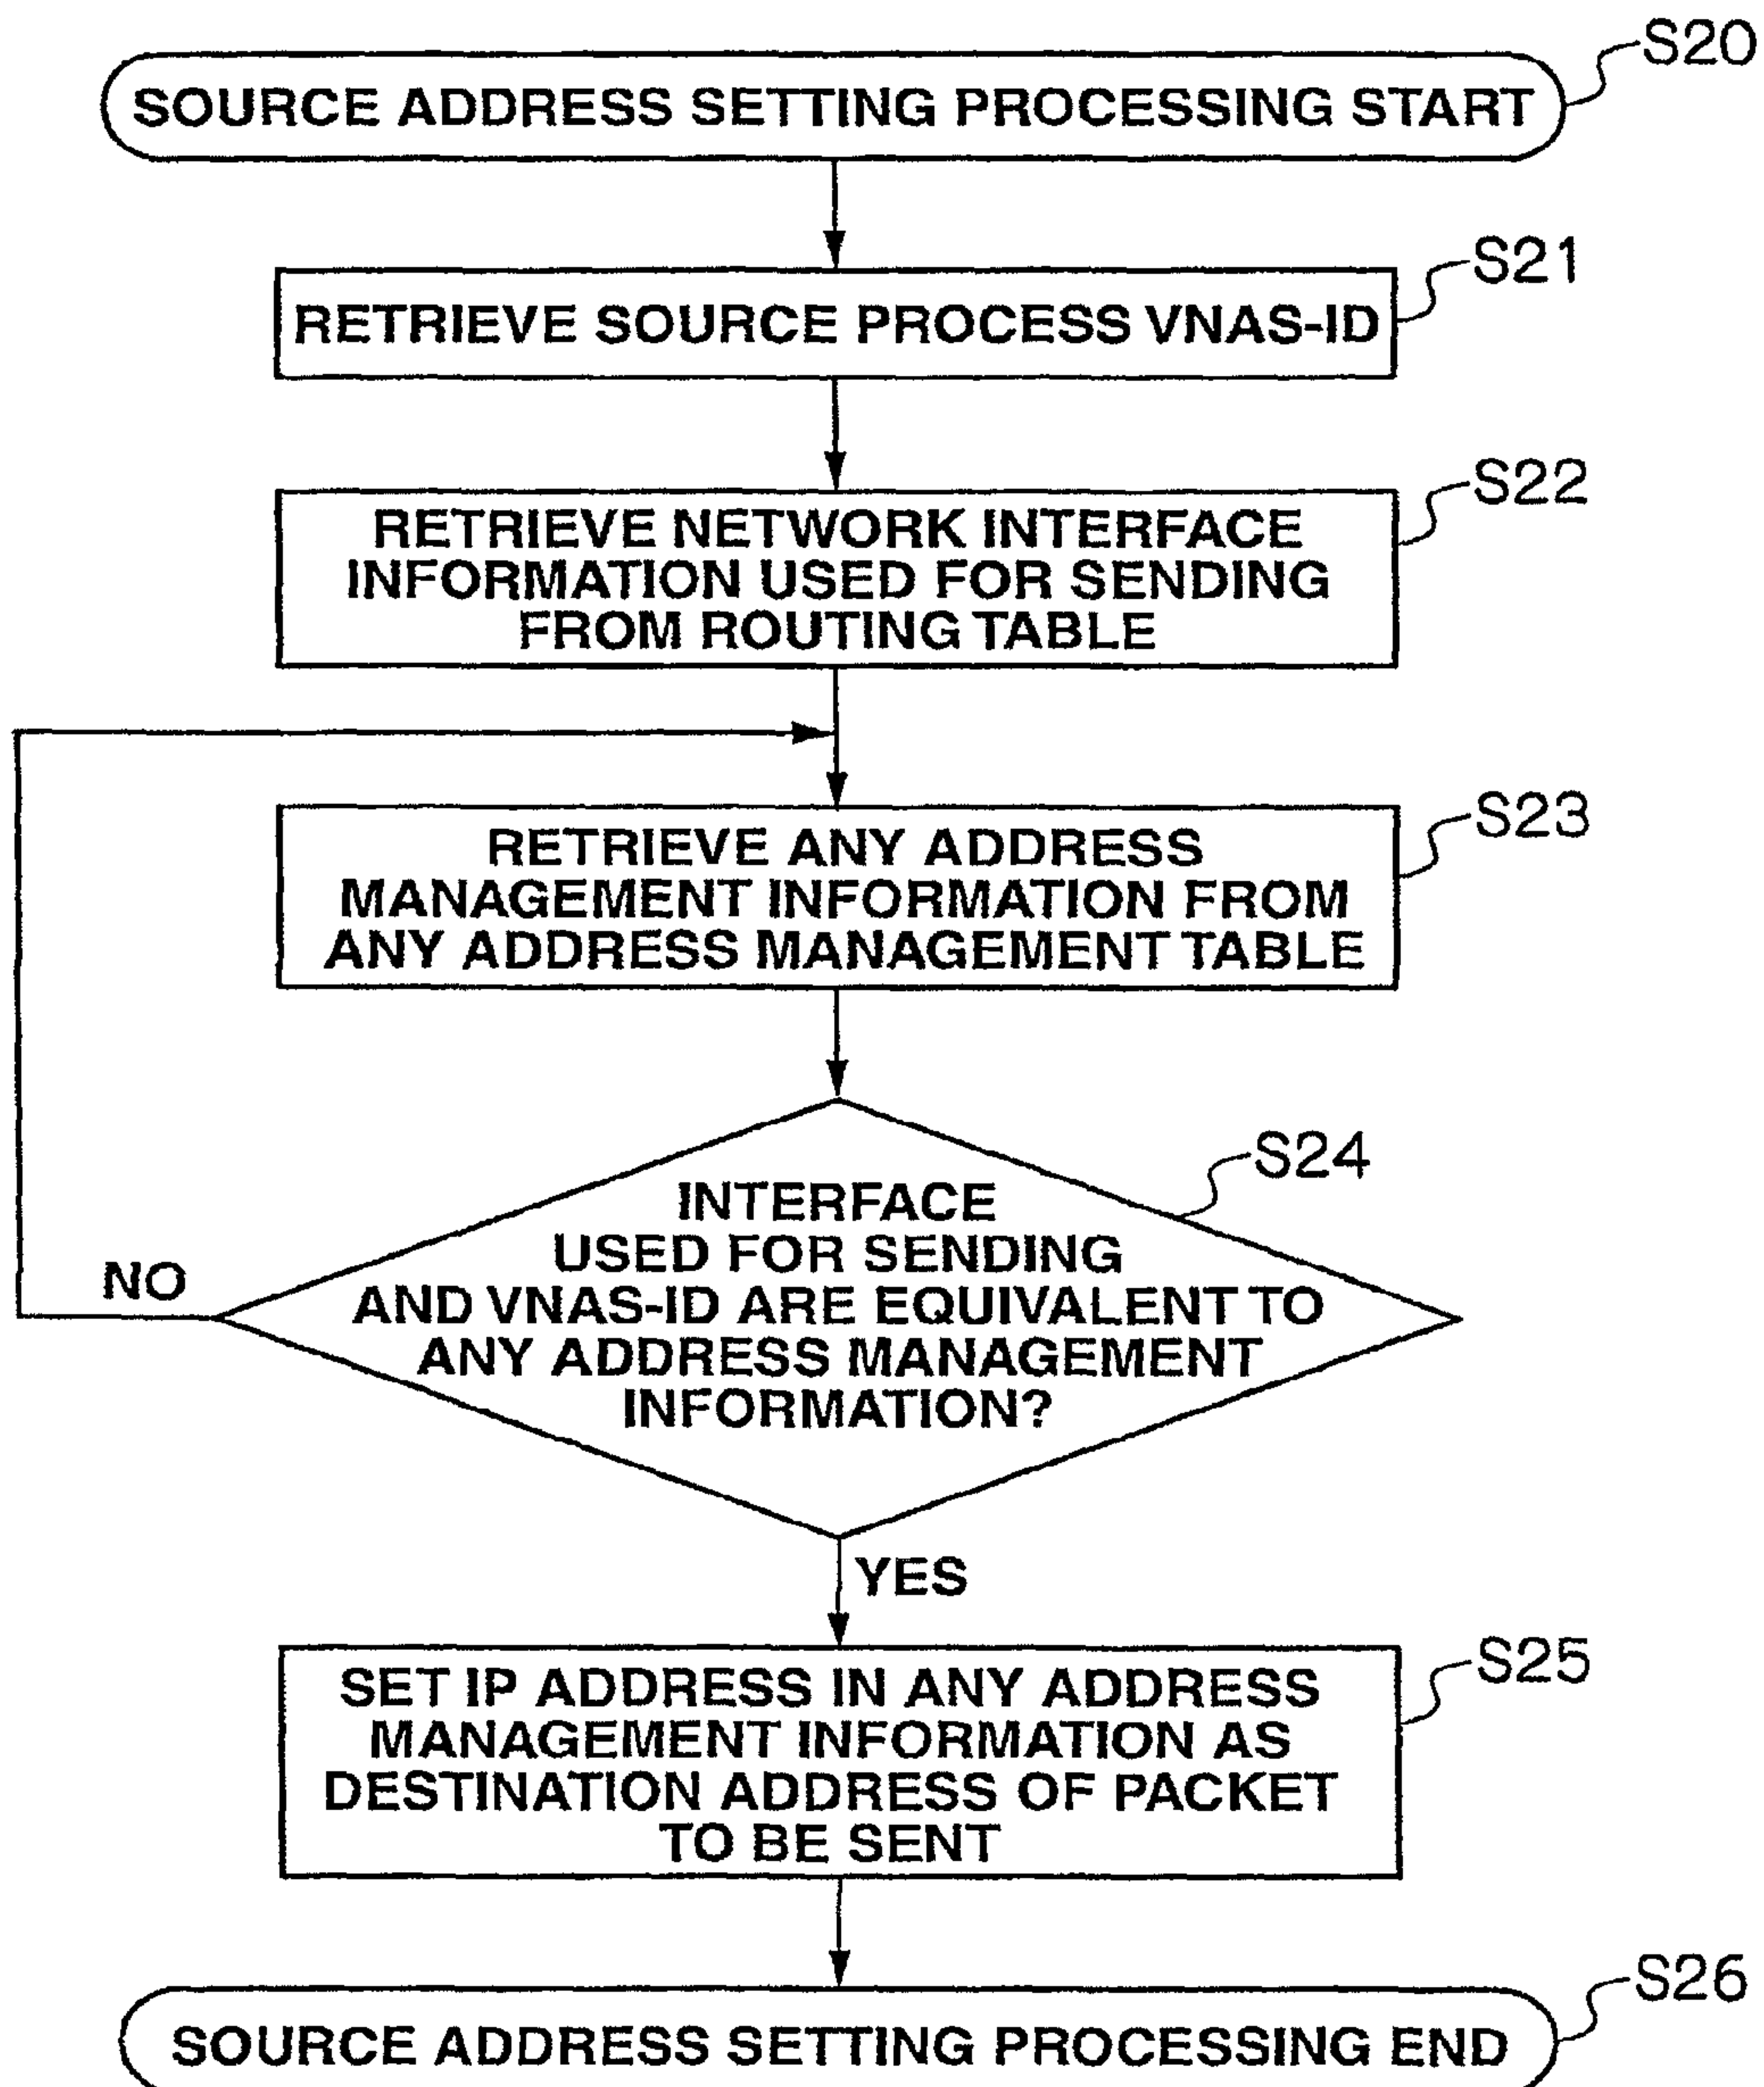 S20
SOURCE ADDRESS SETTING PROCESSING START
S21
RETRIEVE SOURCE PROCESS VNAS-ID
S22
RETRIEVE NETWORK INTERFACE
INFORMATION USED FOR SENDING
FROM ROUTING TABLE
S23
RETRIEVE ANY ADDRESS
MANAGEMENT INFORMATION FROM
ANY ADDRESS MANAGEMENT TABLE
S24
INTERFACE
USED FOR SENDING
AND VNAS-ID ARE EQUIVALENT TO
ANY ADDRESS MANAGEMENT
INFORMATION?
NO
YES
S25
SET IP ADDRESS IN ANY ADDRESS
MANAGEMENT INFORMATION AS
DESTINATION ADDRESS OF PACKET
TO BE SENT
S26
SOURCE ADDRESS SETTING PROCESSING END